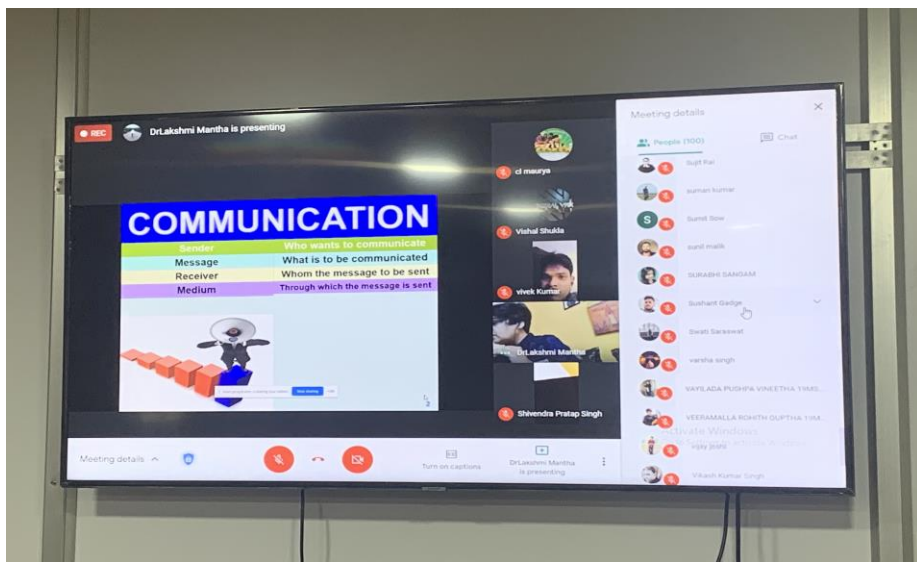 REC
DrLakshmi Mantha is presenting
COMMUNICATION
Sender Who wants to communicate
Message What is to be communicated
Receiver Whom the message to be sent
Medium Through which the message is sent
2
cl maurya
Vishal Shukla
vivek Kumar
DrLakshmi Mantha
Shivendra Pratap Singh
Meeting details
People (100)
Chat
Sujit Pai
suman kumar
S Sumit Sow
sunil malik
SURABHI SANGAM
Sushant Gadge
Swati Saraswat
varsha singh
VAYILADA PUSHPA VINEETHA 19MS...
VEERAMALLA ROHITH GUPTHA 19M...
Activate Windows
vijay joshi
Vikash Kumar Singh
Meeting details
Turn on captions
DrLakshmi Mantha
is presenting